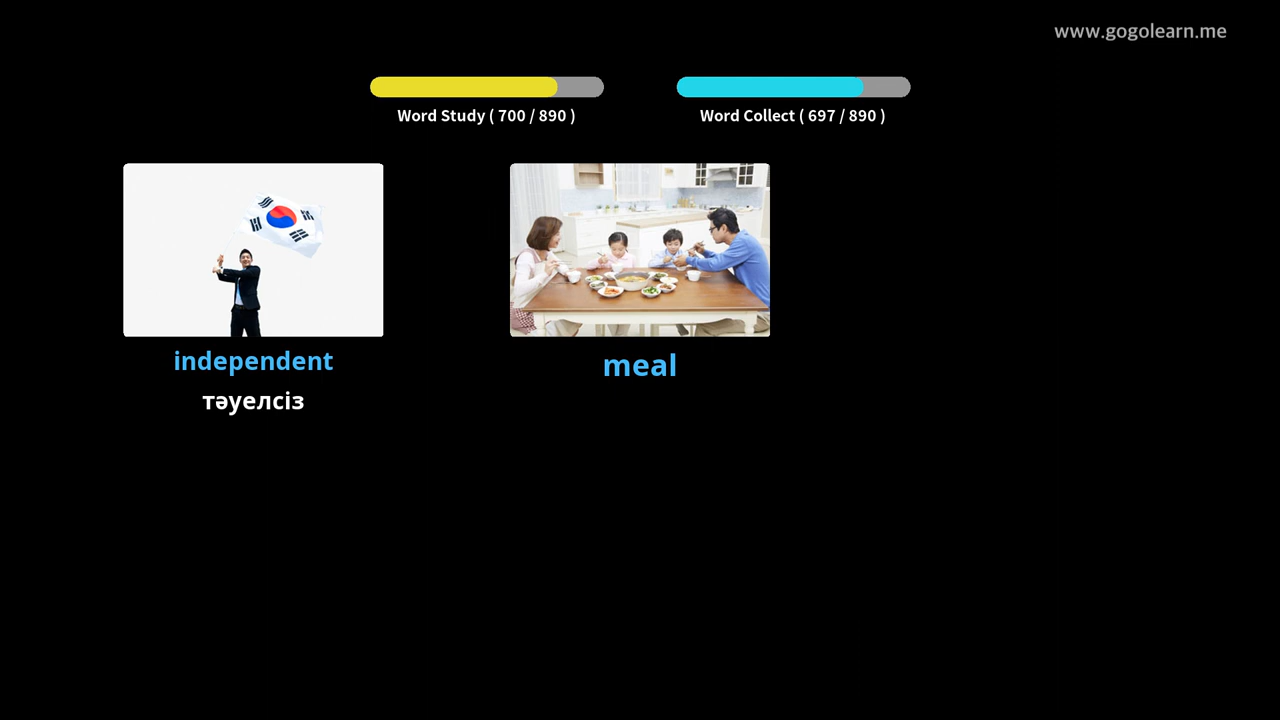 www.gogolearn.me
Word Study ( 700 / 890 )
Word Collect ( 697 / 890 )
independent
тәуелсіз
meal